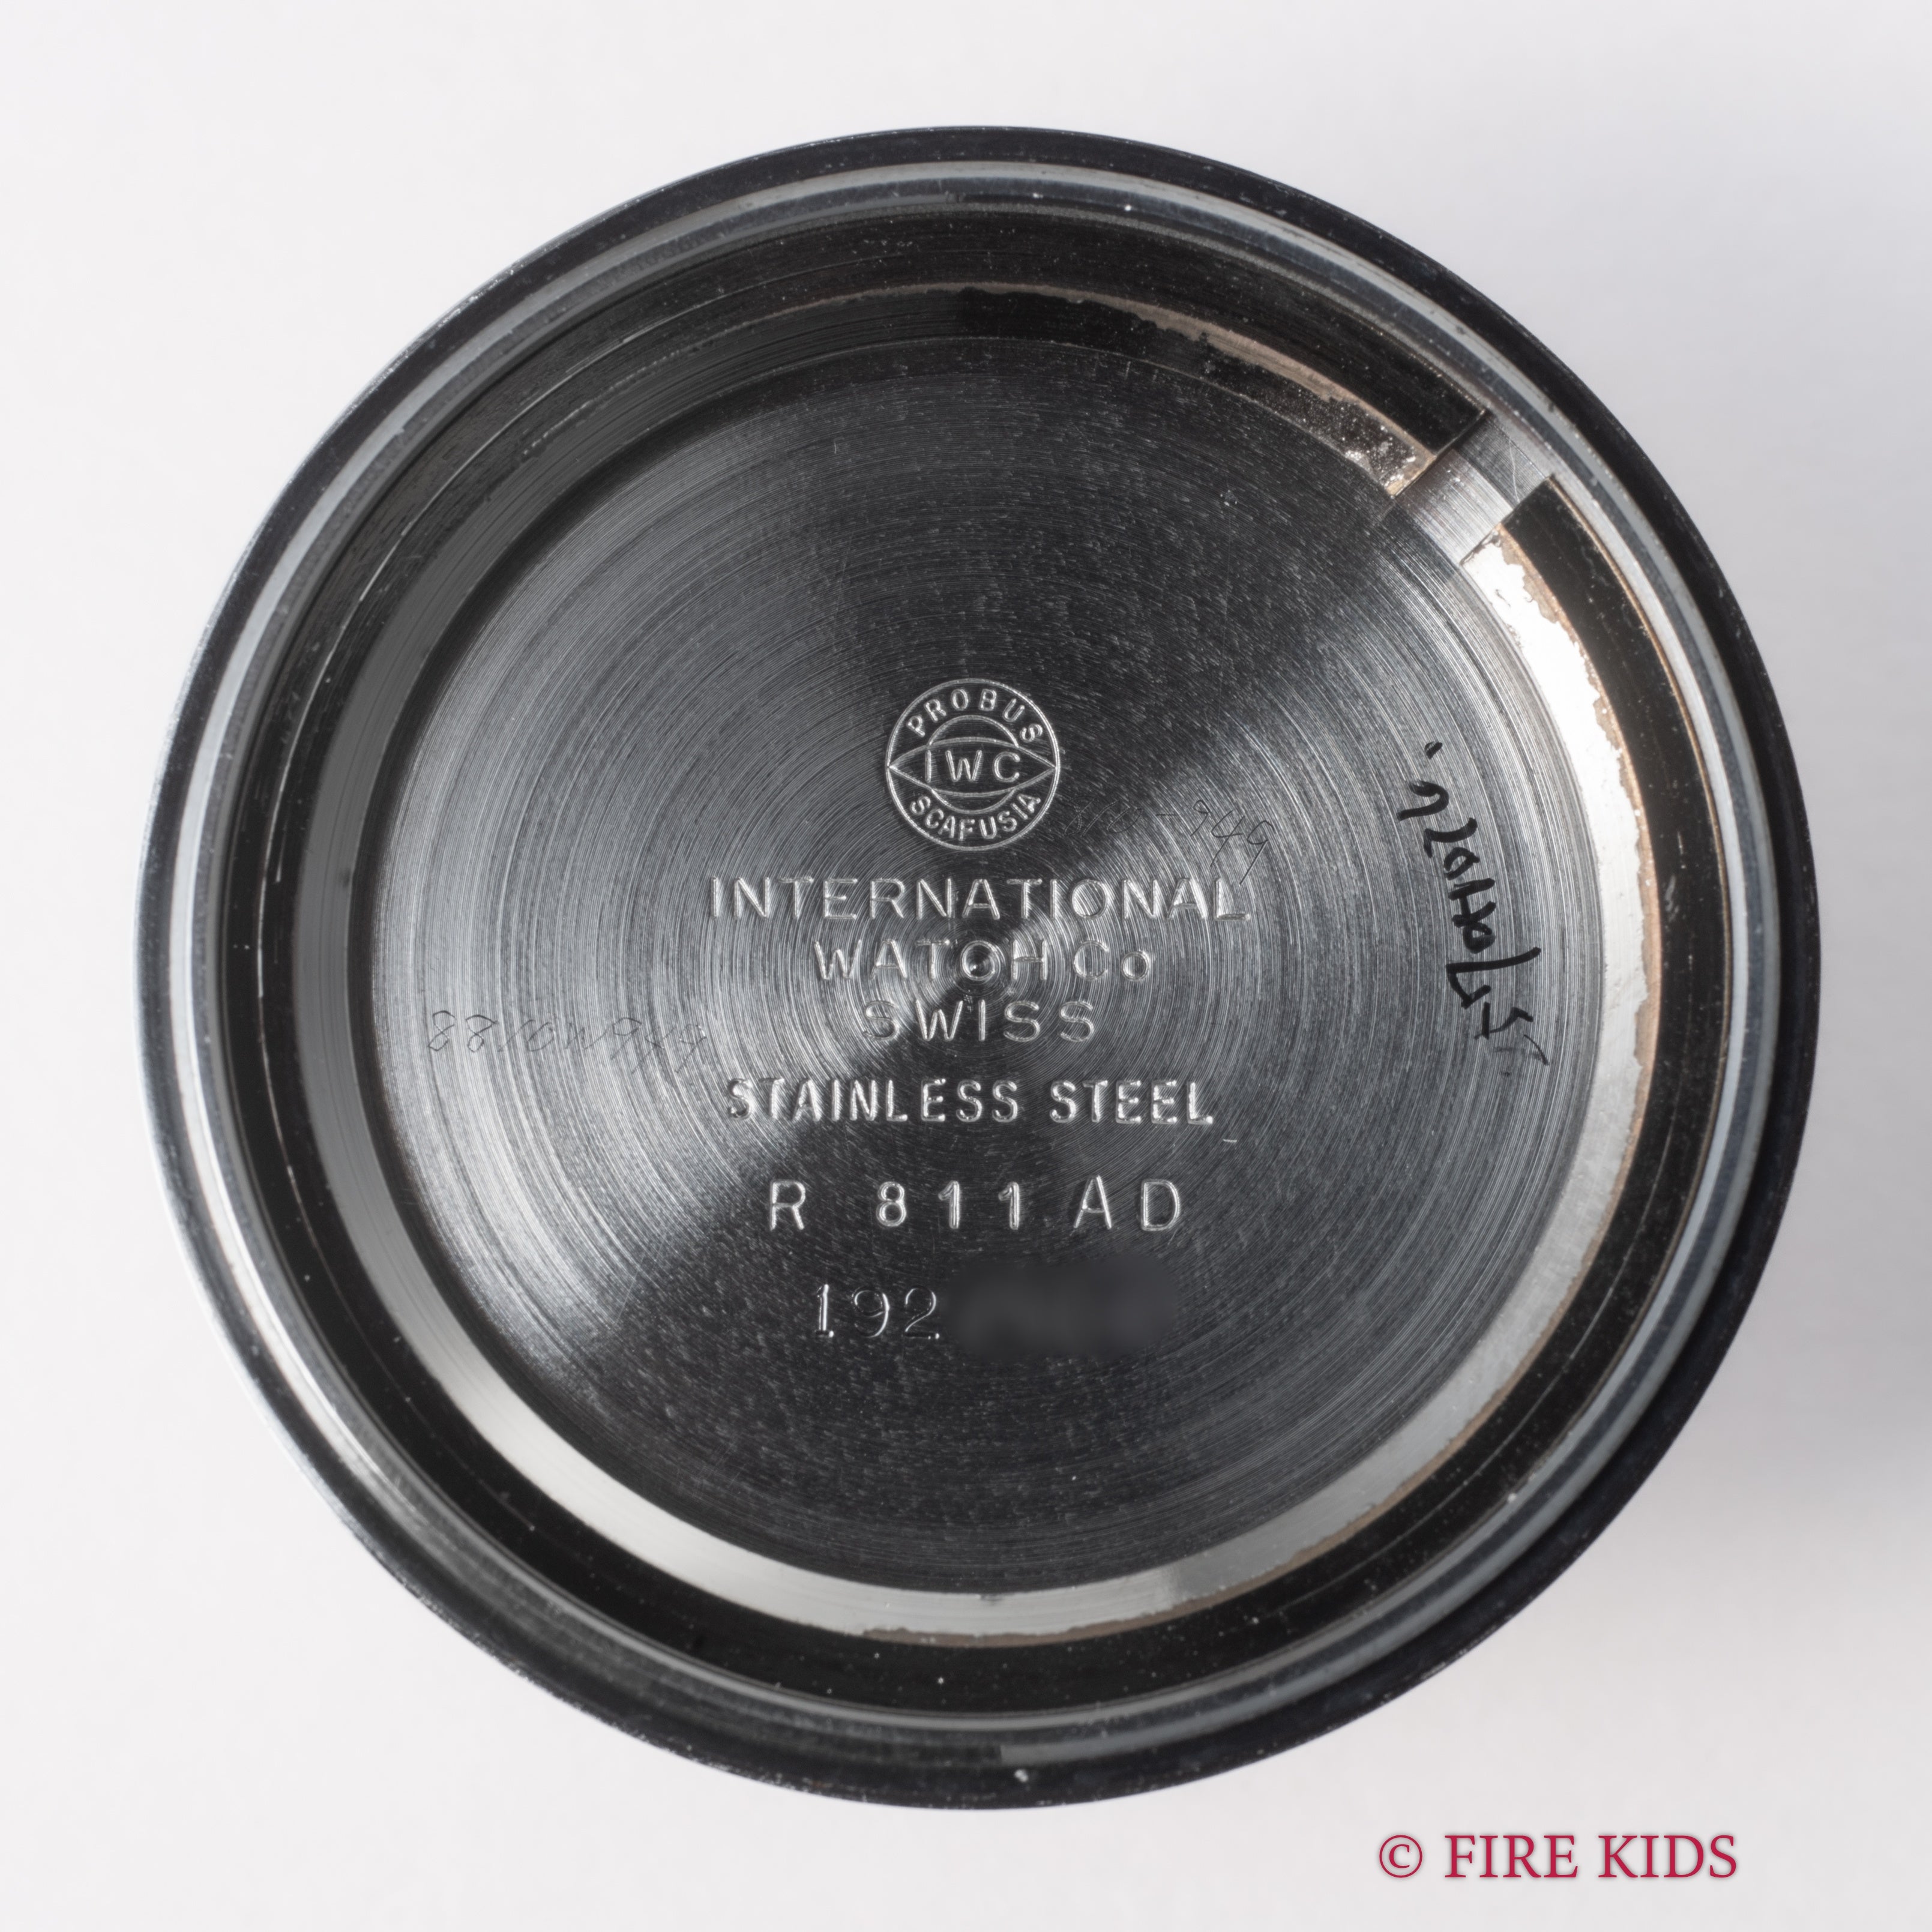 PROBUS
IWC
SCAFUSIA
INTERNATIONAL
WATCH Co
SWISS
STAINLESS STEEL
R 811 AD
192
© FIRE KIDS